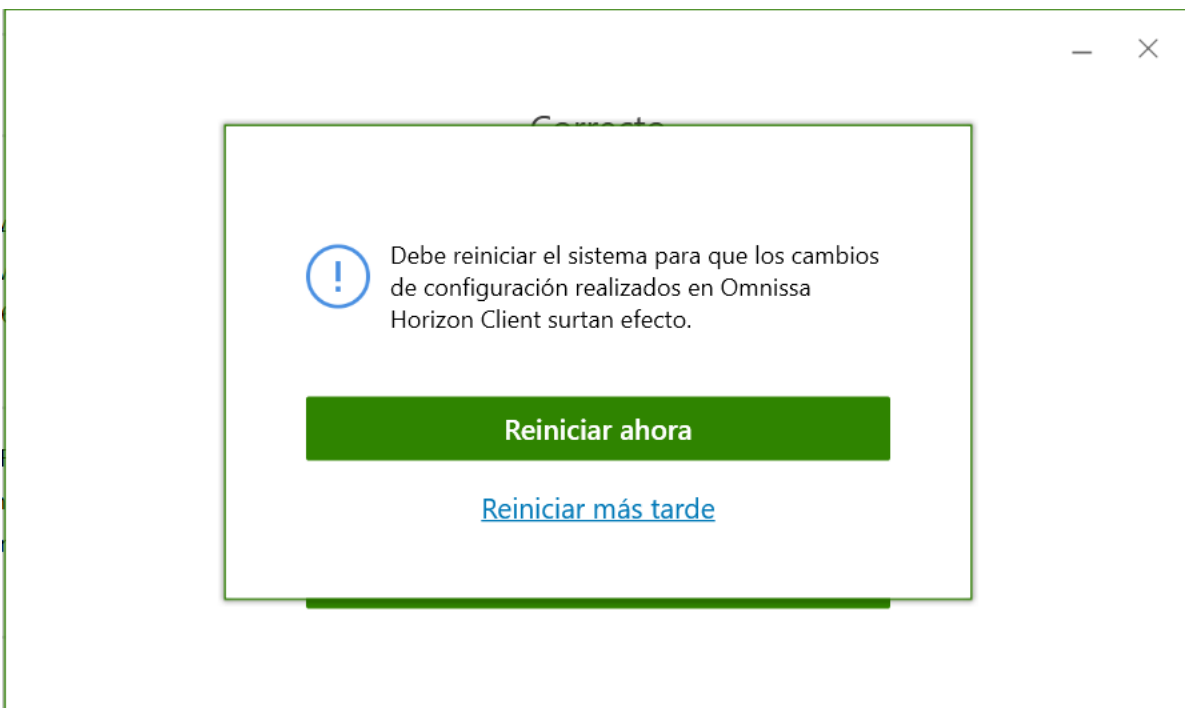 Correcto
Debe reiniciar el sistema para que los cambios
de configuración realizados en Omnissa
Horizon Client surtan efecto.
Reiniciar ahora
Reiniciar más tarde